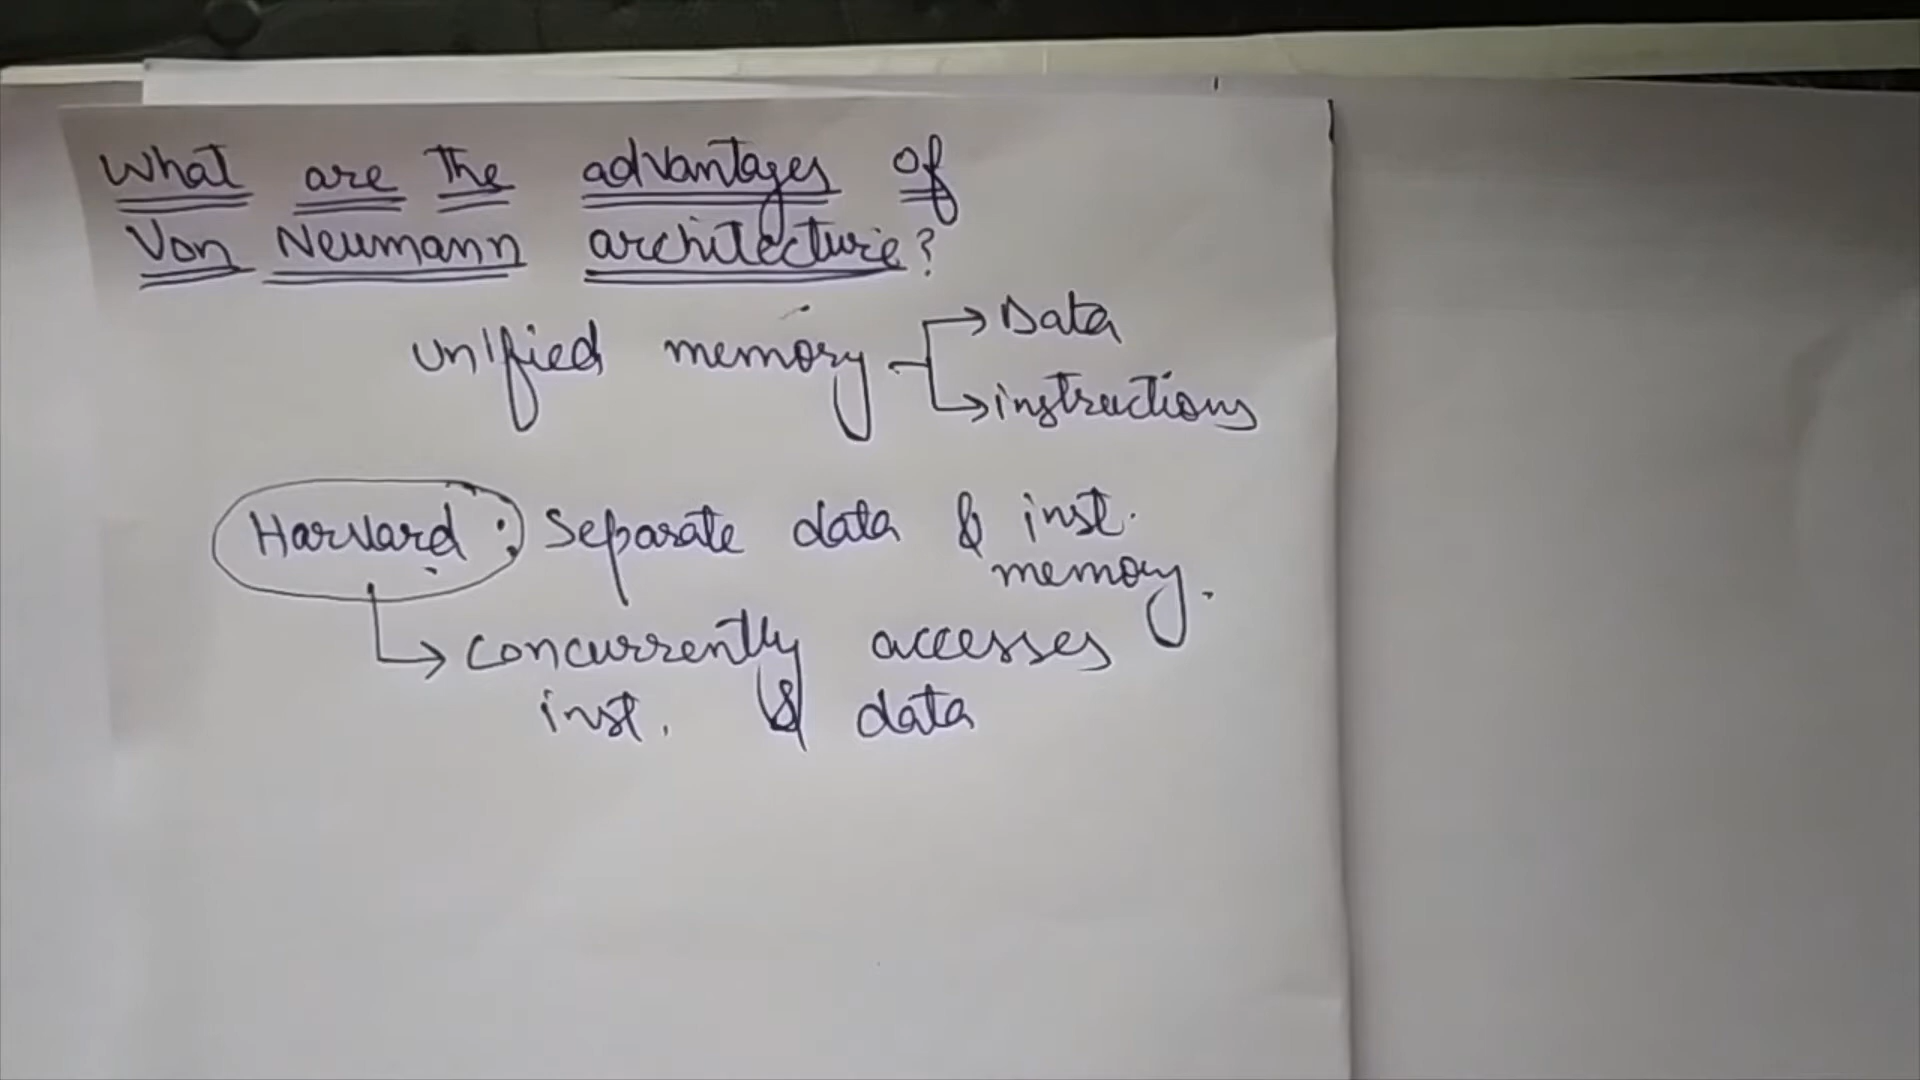 What are the advantages of
Von Neumann architecture?
unified memory → Data
→ instructions
Harvard: Separate data & inst.
memory.
→ concurrently accesses
inst. & data